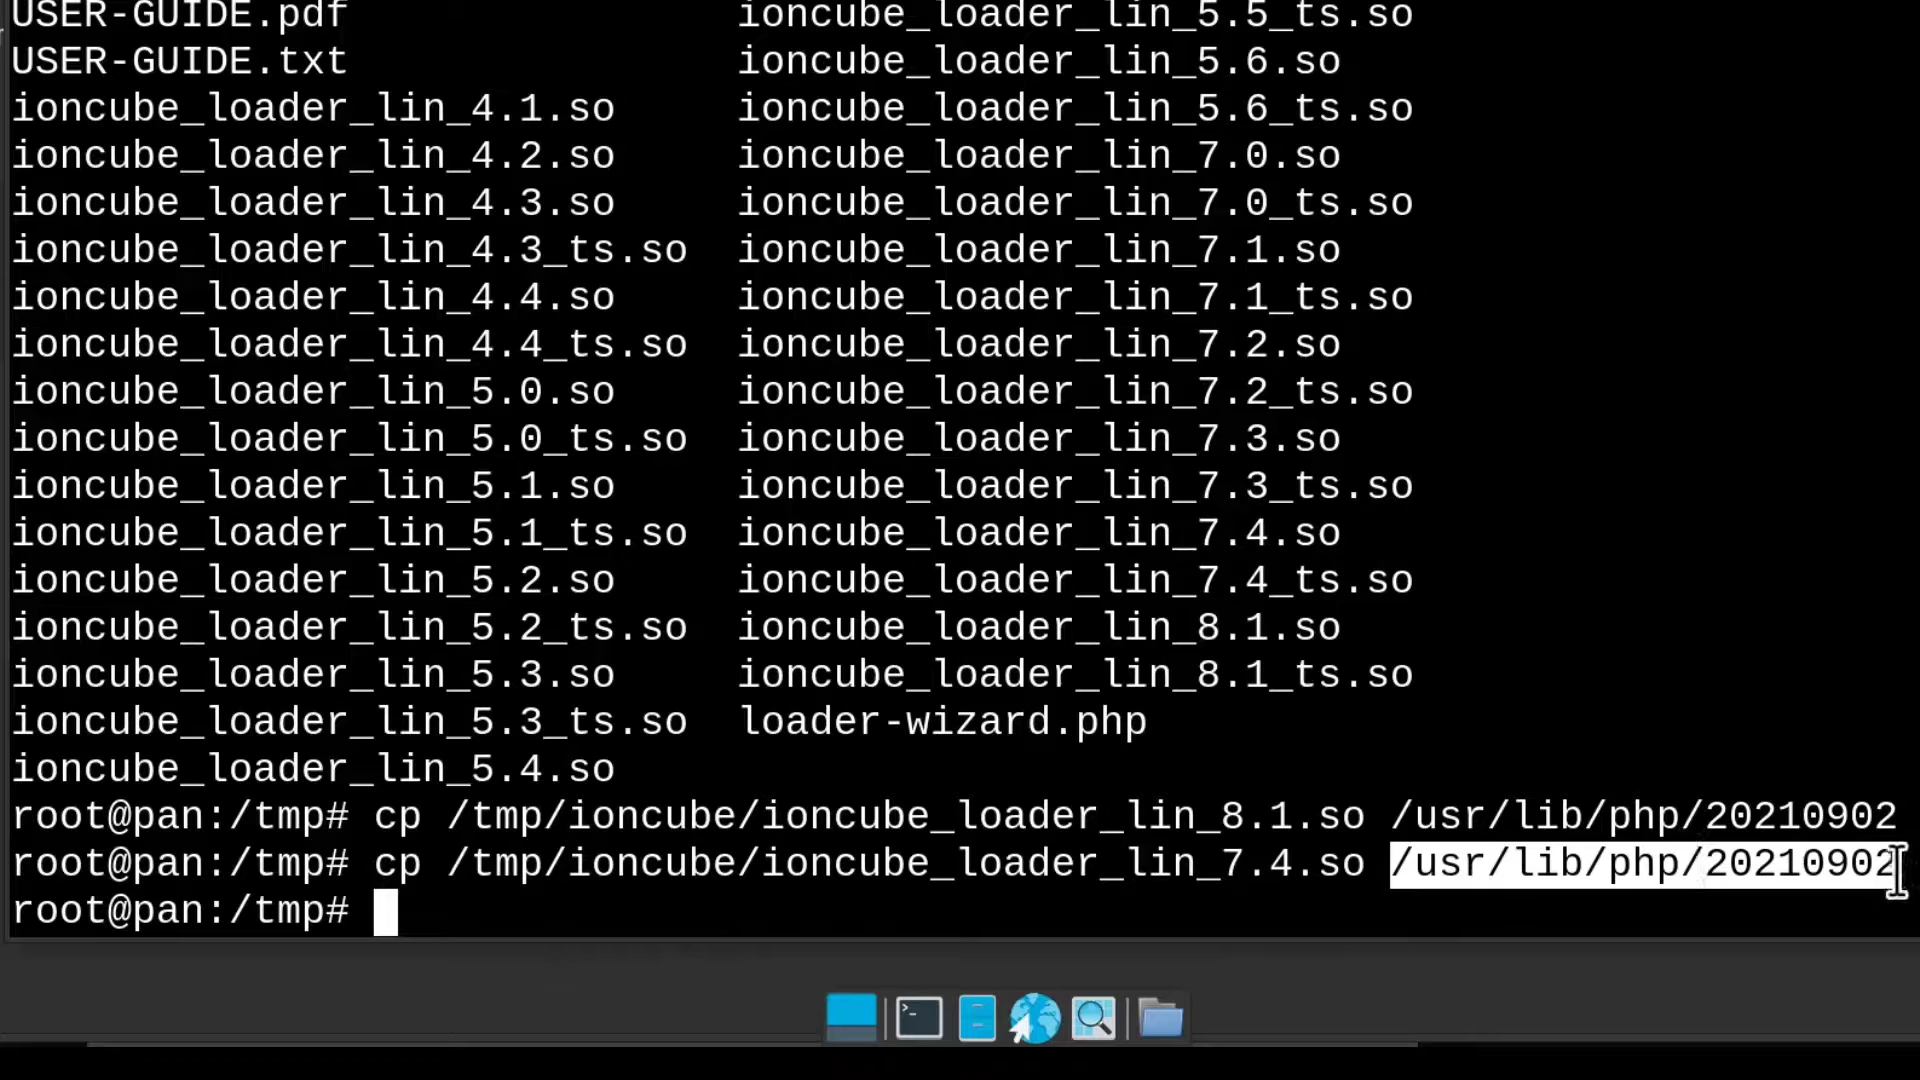 USER-GUIDE.pdf ioncube_loader_lin_5.5_ts.so
USER-GUIDE.txt ioncube_loader_lin_5.6.so
ioncube_loader_lin_4.1.so ioncube_loader_lin_5.6_ts.so
ioncube_loader_lin_4.2.so ioncube_loader_lin_7.0.so
ioncube_loader_lin_4.3.so ioncube_loader_lin_7.0_ts.so
ioncube_loader_lin_4.3_ts.so ioncube_loader_lin_7.1.so
ioncube_loader_lin_4.4.so ioncube_loader_lin_7.1_ts.so
ioncube_loader_lin_4.4_ts.so ioncube_loader_lin_7.2.so
ioncube_loader_lin_5.0.so ioncube_loader_lin_7.2_ts.so
ioncube_loader_lin_5.0_ts.so ioncube_loader_lin_7.3.so
ioncube_loader_lin_5.1.so ioncube_loader_lin_7.3_ts.so
ioncube_loader_lin_5.1_ts.so ioncube_loader_lin_7.4.so
ioncube_loader_lin_5.2.so ioncube_loader_lin_7.4_ts.so
ioncube_loader_lin_5.2_ts.so ioncube_loader_lin_8.1.so
ioncube_loader_lin_5.3.so ioncube_loader_lin_8.1_ts.so
ioncube_loader_lin_5.3_ts.so loader-wizard.php
ioncube_loader_lin_5.4.so
root@pan:/tmp# cp /tmp/ioncube/ioncube_loader_lin_8.1.so /usr/lib/php/20210902
root@pan:/tmp# cp /tmp/ioncube/ioncube_loader_lin_7.4.so /usr/lib/php/20210902
root@pan:/tmp#